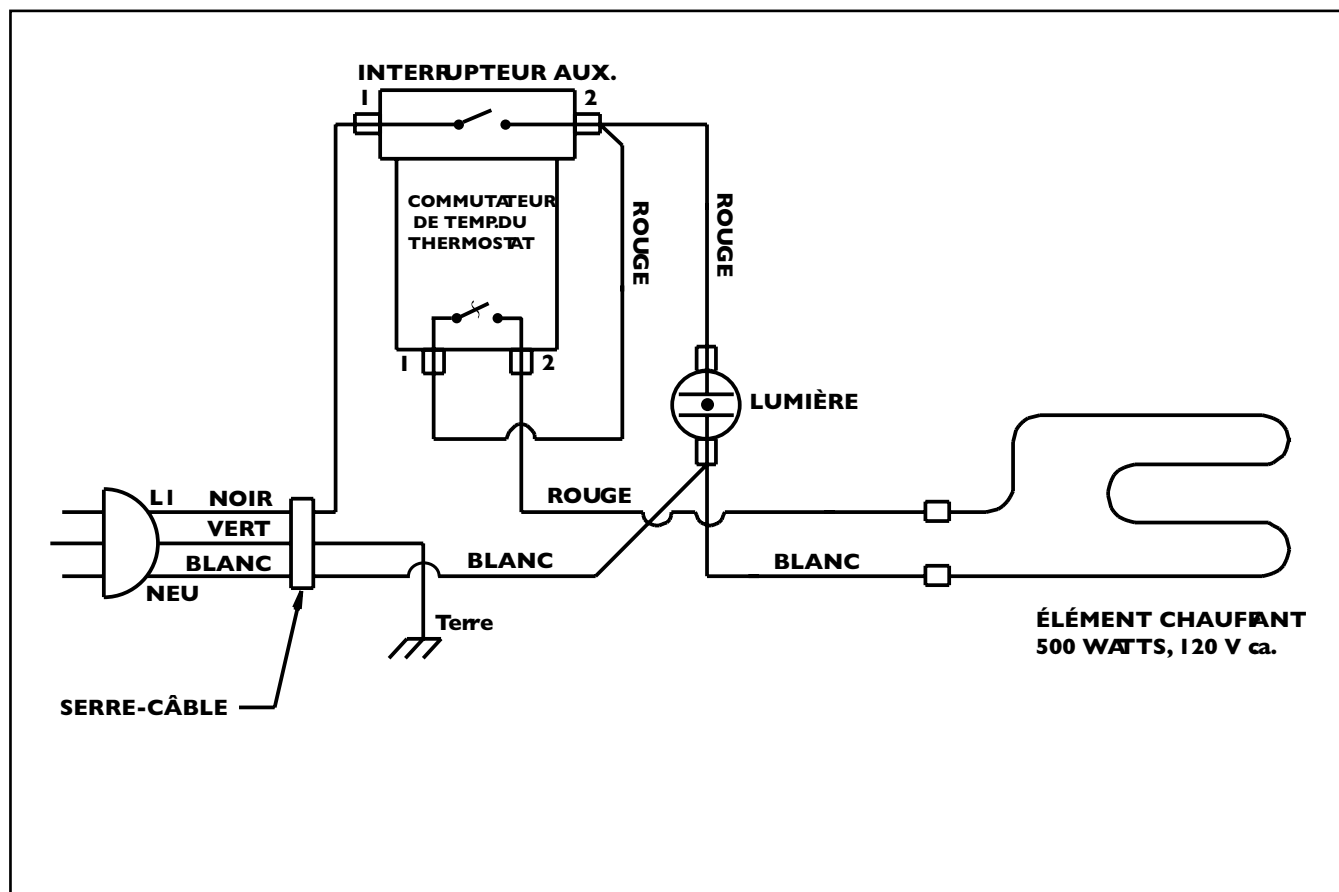 INTERRUPTEUR AUX.
1 2
COMMUTATEUR
DE TEMP.DU
THERMOSTAT
ROUGE
ROUGE
1 2
LUMIÈRE
L1 NOIR
VERT
BLANC
NEU
ROUGE
BLANC
BLANC
Terre
ÉLÉMENT CHAUFFANT
500 WATTS, 120 V ca.
SERRE-CÂBLE